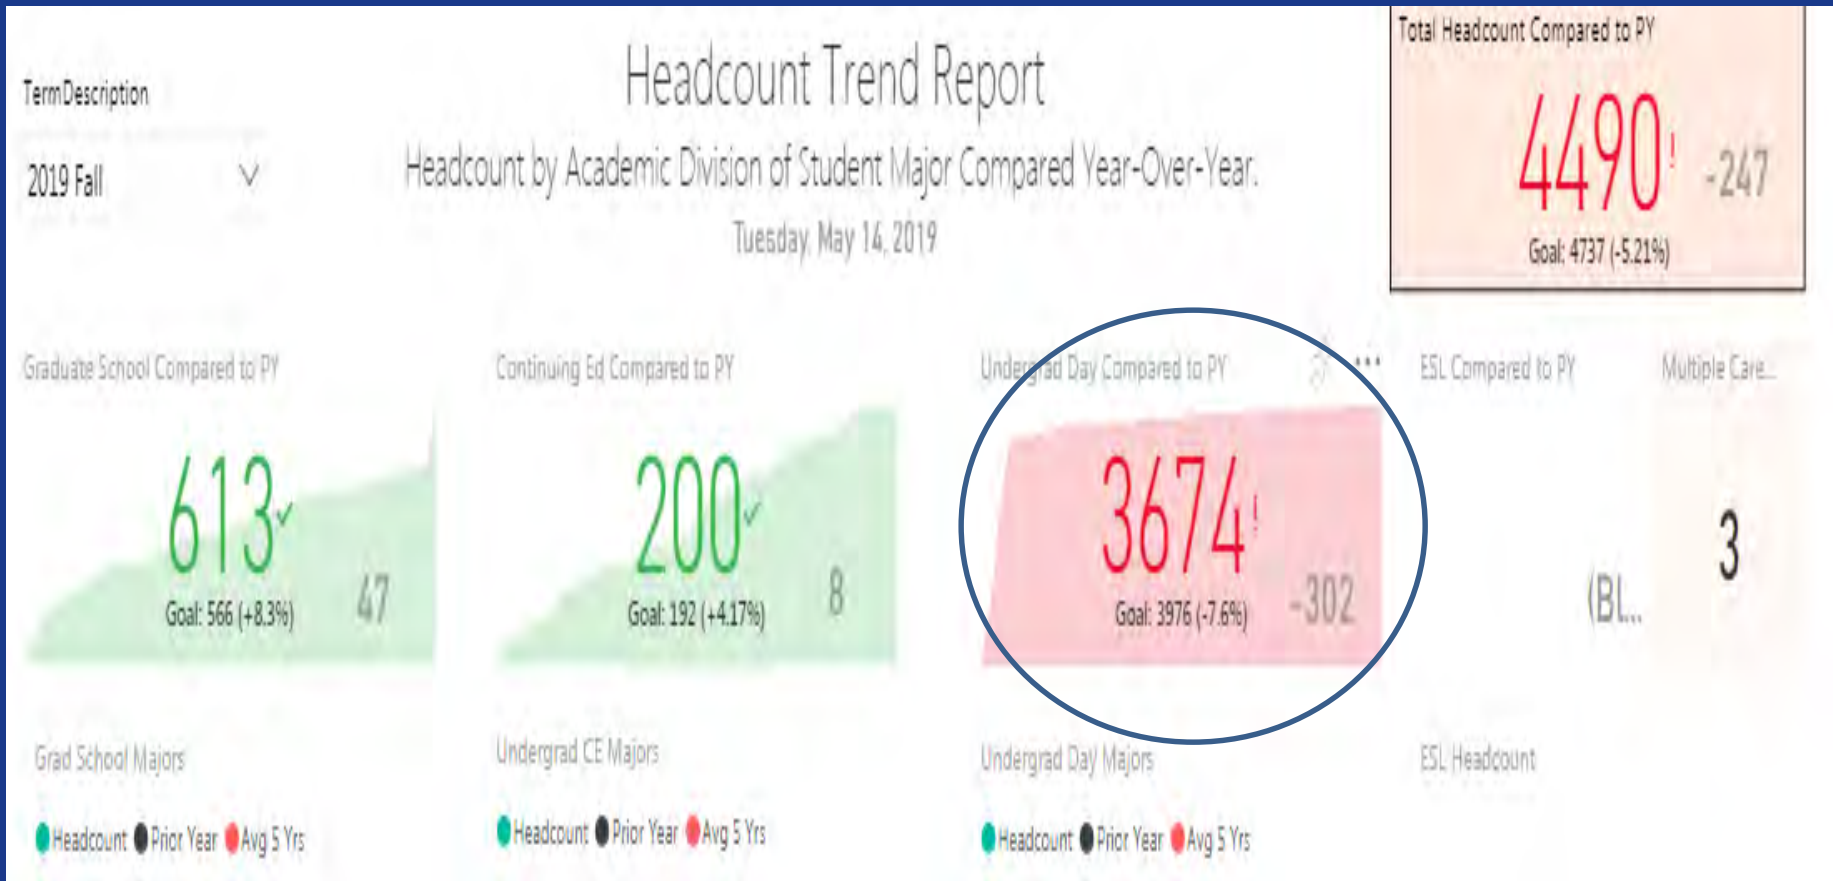 Total Headcount Compared to PY
4490!
-247
Goal: 4737 (-5.21%)
Headcount Trend Report
Headcount by Academic Division of Student Major Compared Year-Over-Year.
Tuesday, May 14, 2019
TermDescription
2019 Fall
Graduate School Compared to PY
613
47
Goal: 566 (+8.3%)
Continuing Ed Compared to PY
200
8
Goal: 192 (+4.17%)
Undergrad Day Compared to PY
3674!
-302
Goal: 3976 (-7.6%)
ESL Compared to PY
(BL...
Multiple Care...
3
Grad School Majors
Headcount Prior Year Avg 5 Yrs
Undergrad CE Majors
Headcount Prior Year Avg 5 Yrs
Undergrad Day Majors
Headcount Prior Year Avg 5 Yrs
ESL Headcount